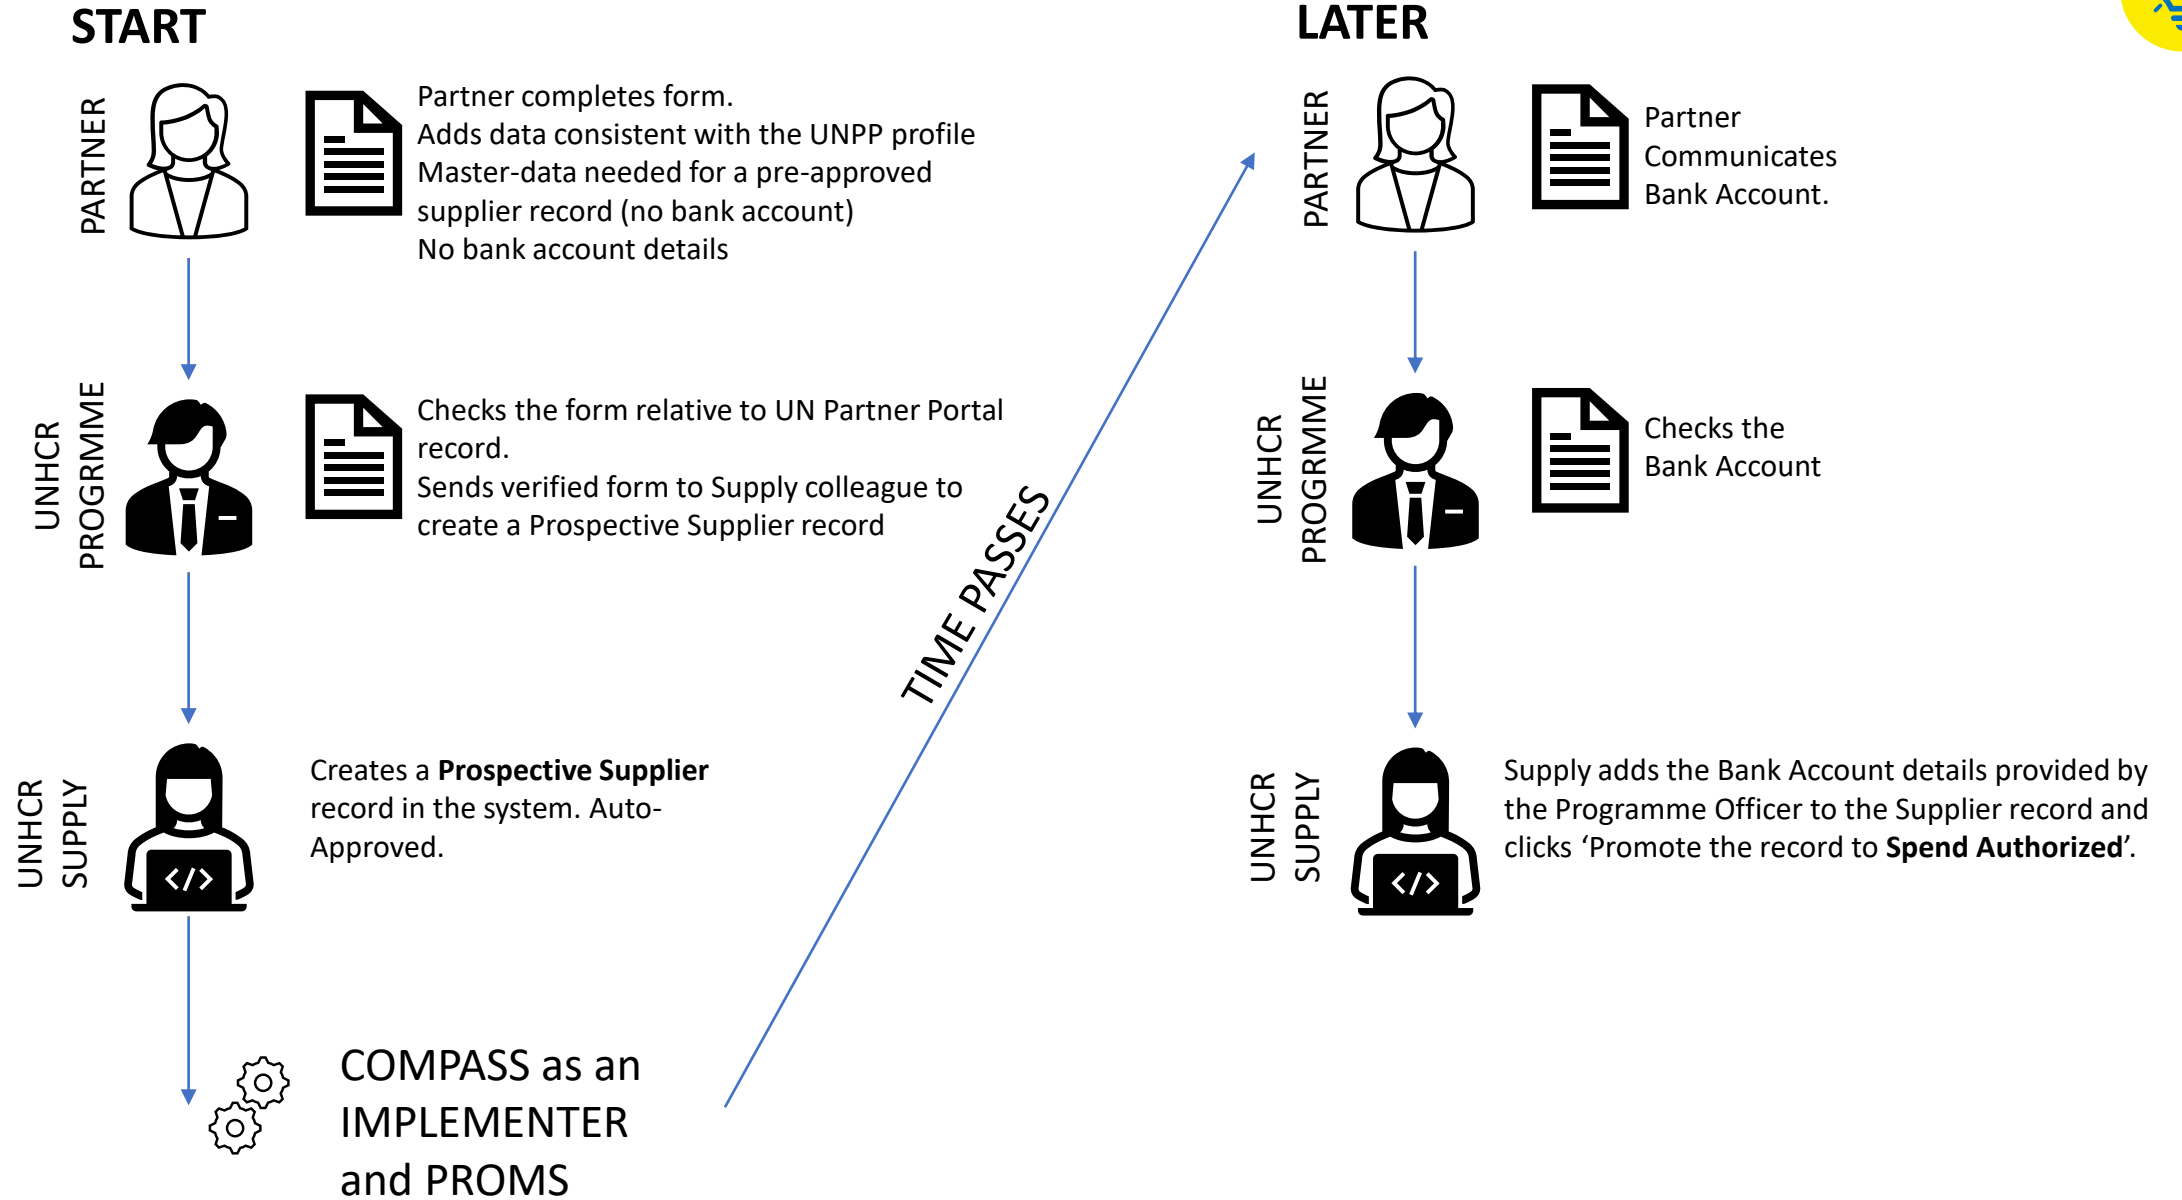 START
PARTNER
Partner completes form.
Adds data consistent with the UNPP profile
Master-data needed for a pre-approved
supplier record (no bank account)
No bank account details
UNHCR
PROGRMME
Checks the form relative to UN Partner Portal
record.
Sends verified form to Supply colleague to
create a Prospective Supplier record
UNHCR
SUPPLY
Creates a Prospective Supplier
record in the system. Auto-
Approved.
</>
COMPASS as an
IMPLEMENTER
and PROMS
TIME PASSES
LATER
PARTNER
Partner
Communicates
Bank Account.
UNHCR
PROGRMME
Checks the
Bank Account
UNHCR
SUPPLY
Supply adds the Bank Account details provided by
the Programme Officer to the Supplier record and
clicks ‘Promote the record to Spend Authorized’.
</>